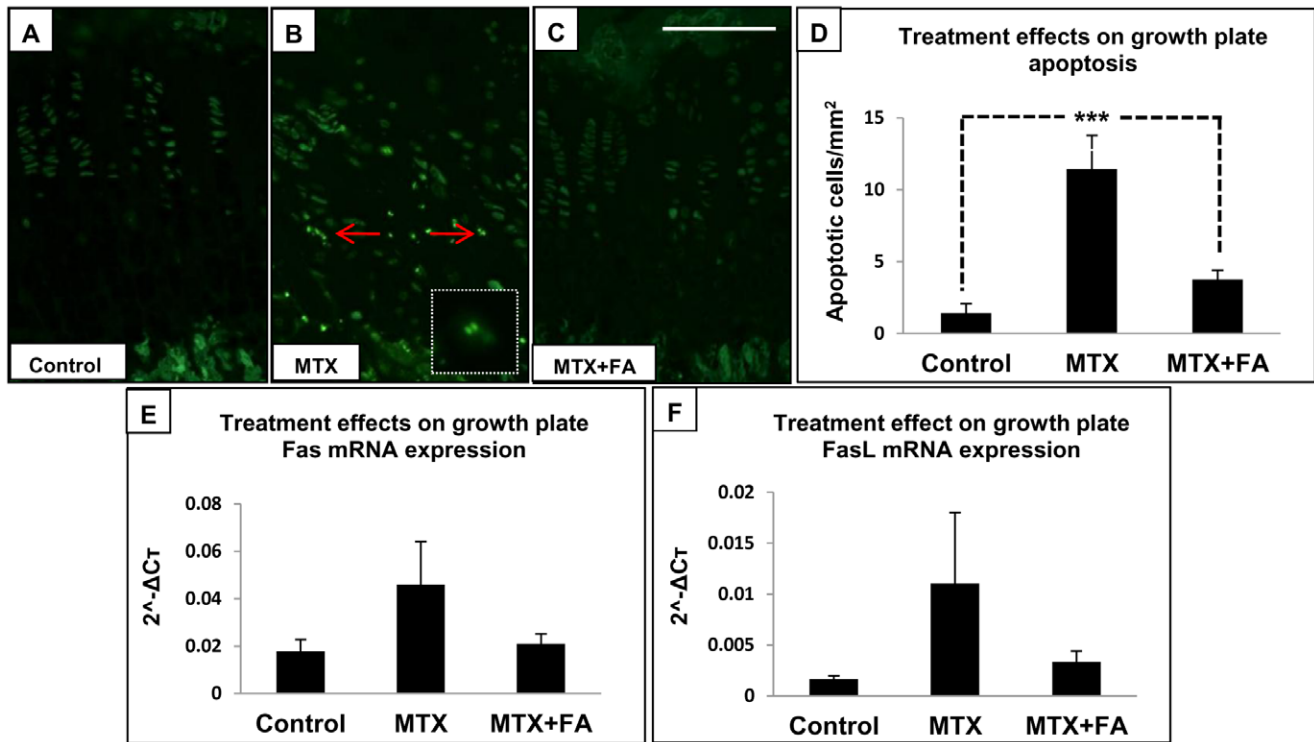 A
B
C
Control
MTX
MTX+FA
D
Treatment effects on growth plate
apoptosis
Apoptotic cells/mm²
15
10
5
0
***
Control
MTX
MTX+FA
E
Treatment effects on growth plate
Fas mRNA expression
2^-ΔCт
0.08
0.06
0.04
0.02
0
Control
MTX
MTX+FA
F
Treatment effect on growth plate
FasL mRNA expression
2^-ΔCт
0.02
0.015
0.01
0.005
0
Control
MTX
MTX+FA